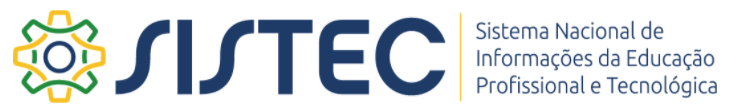 SISTEC
Sistema Nacional de
Informações da Educação
Profissional e Tecnológica